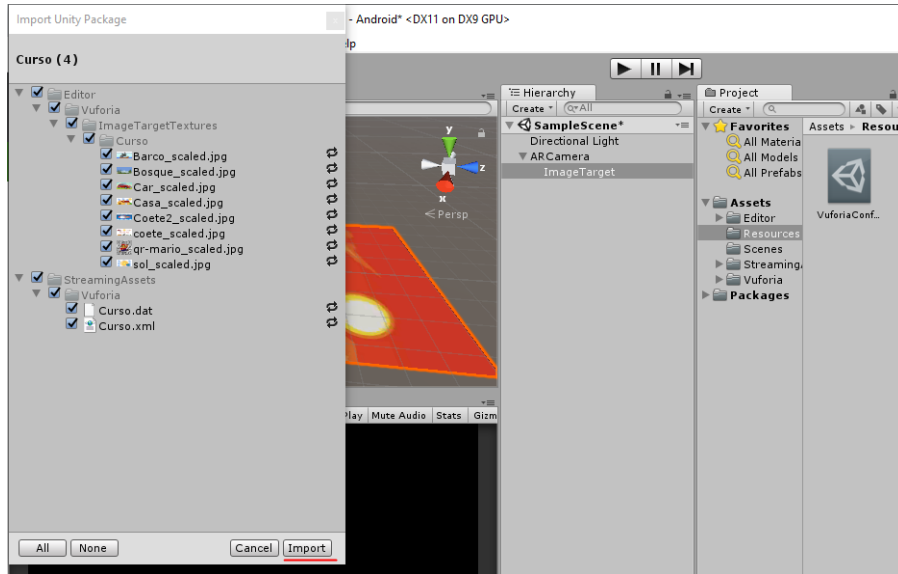 Import Unity Package
- Android* <DX11 on DX9 GPU>
Curso (4)
Editor
Vuforia
ImageTargetTextures
Curso
Barco_scaled.jpg
Bosque_scaled.jpg
Car_scaled.jpg
Casa_scaled.jpg
Coete2_scaled.jpg
coete_scaled.jpg
qr-mario_scaled.jpg
sol_scaled.jpg
StreamingAssets
Vuforia
Curso.dat
Curso.xml
All
None
Cancel
Import
lp
y
z
x
Persp
Play
Mute Audio
Stats
Gizm
Hierarchy
Create
All
SampleScene*
Directional Light
ARCamera
ImageTarget
Project
Create
Favorites
All Materia
All Models
All Prefabs
Assets
Editor
Resources
Scenes
Streaming
Vuforia
Packages
Assets
Resou
VuforiaConf...